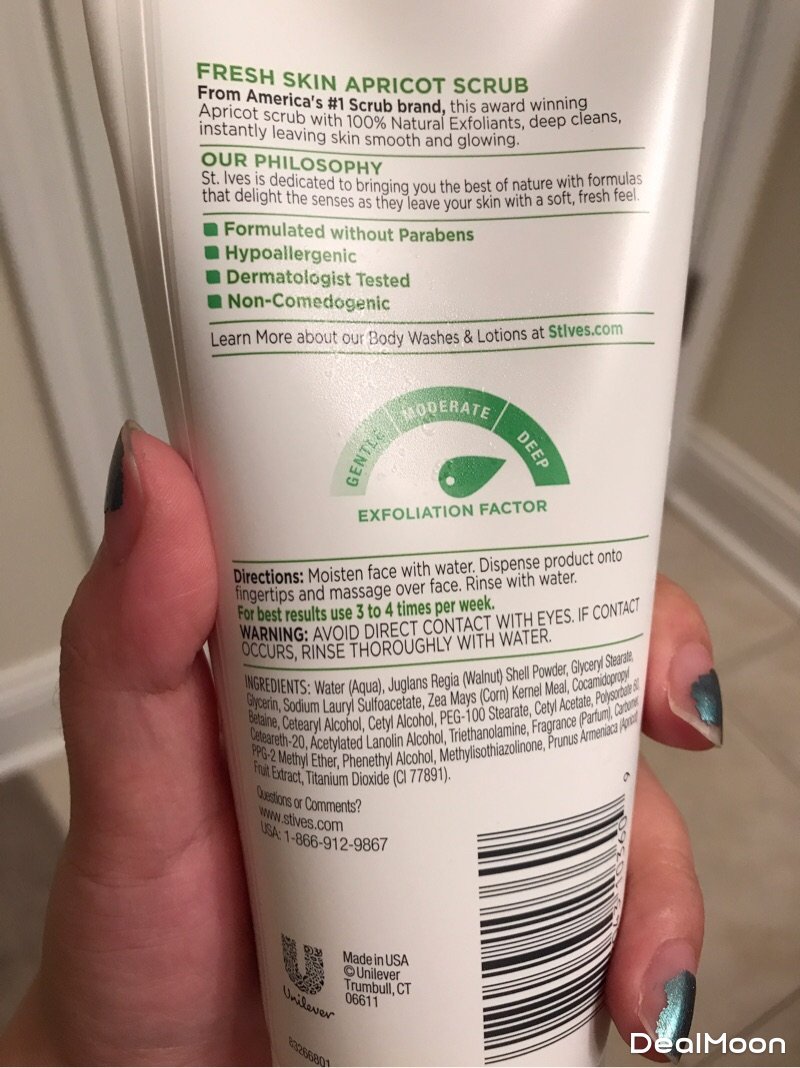 FRESH SKIN APRICOT SCRUB
From America's #1 Scrub brand, this award winning
Apricot scrub with 100% Natural Exfoliants, deep cleans,
instantly leaving skin smooth and glowing.
OUR PHILOSOPHY
St. Ives is dedicated to bringing you the best of nature with formulas
that delight the senses as they leave your skin with a soft, fresh feel.
Formulated without Parabens
Hypoallergenic
Dermatologist Tested
Non-Comedogenic
Learn More about our Body Washes & Lotions at StIves.com
GENTLE MODERATE DEEP
EXFOLIATION FACTOR
Directions: Moisten face with water. Dispense product onto
fingertips and massage over face. Rinse with water.
For best results use 3 to 4 times per week.
WARNING: AVOID DIRECT CONTACT WITH EYES. IF CONTACT
OCCURS, RINSE THOROUGHLY WITH WATER.
INGREDIENTS: Water (Aqua), Juglans Regia (Walnut) Shell Powder, Glyceryl Stearate,
Glycerin, Sodium Lauryl Sulfoacetate, Zea Mays (Corn) Kernel Meal, Cocamidopropyl
Betaine, Cetearyl Alcohol, Cetyl Alcohol, PEG-100 Stearate, Cetyl Acetate, Polysorbate 60,
Ceteareth-20, Acetylated Lanolin Alcohol, Triethanolamine, Fragrance (Parfum), Carbomer,
PPG-2 Methyl Ether, Phenethyl Alcohol, Methylisothiazolinone, Prunus Armeniaca (Apricot)
Fruit Extract, Titanium Dioxide (CI 77891).
Questions or Comments?
www.stives.com
USA: 1-866-912-9867
9
Made in USA
© Unilever
Trumbull, CT
06611
Unilever
83266801
DealMoon